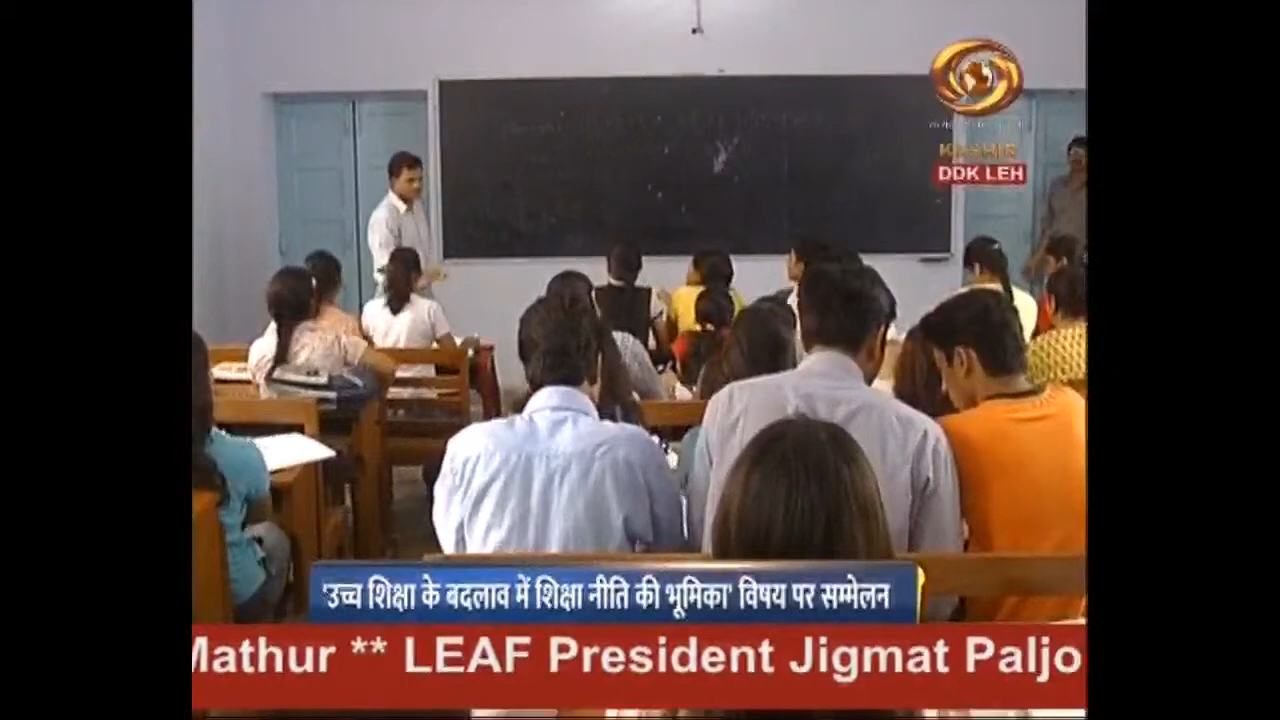 KASHIR
DDK LEH
'उच्च शिक्षा के बदलाव में शिक्षा नीति की भूमिका' विषय पर सम्मेलन
Mathur ** LEAF President Jigmat Paljo